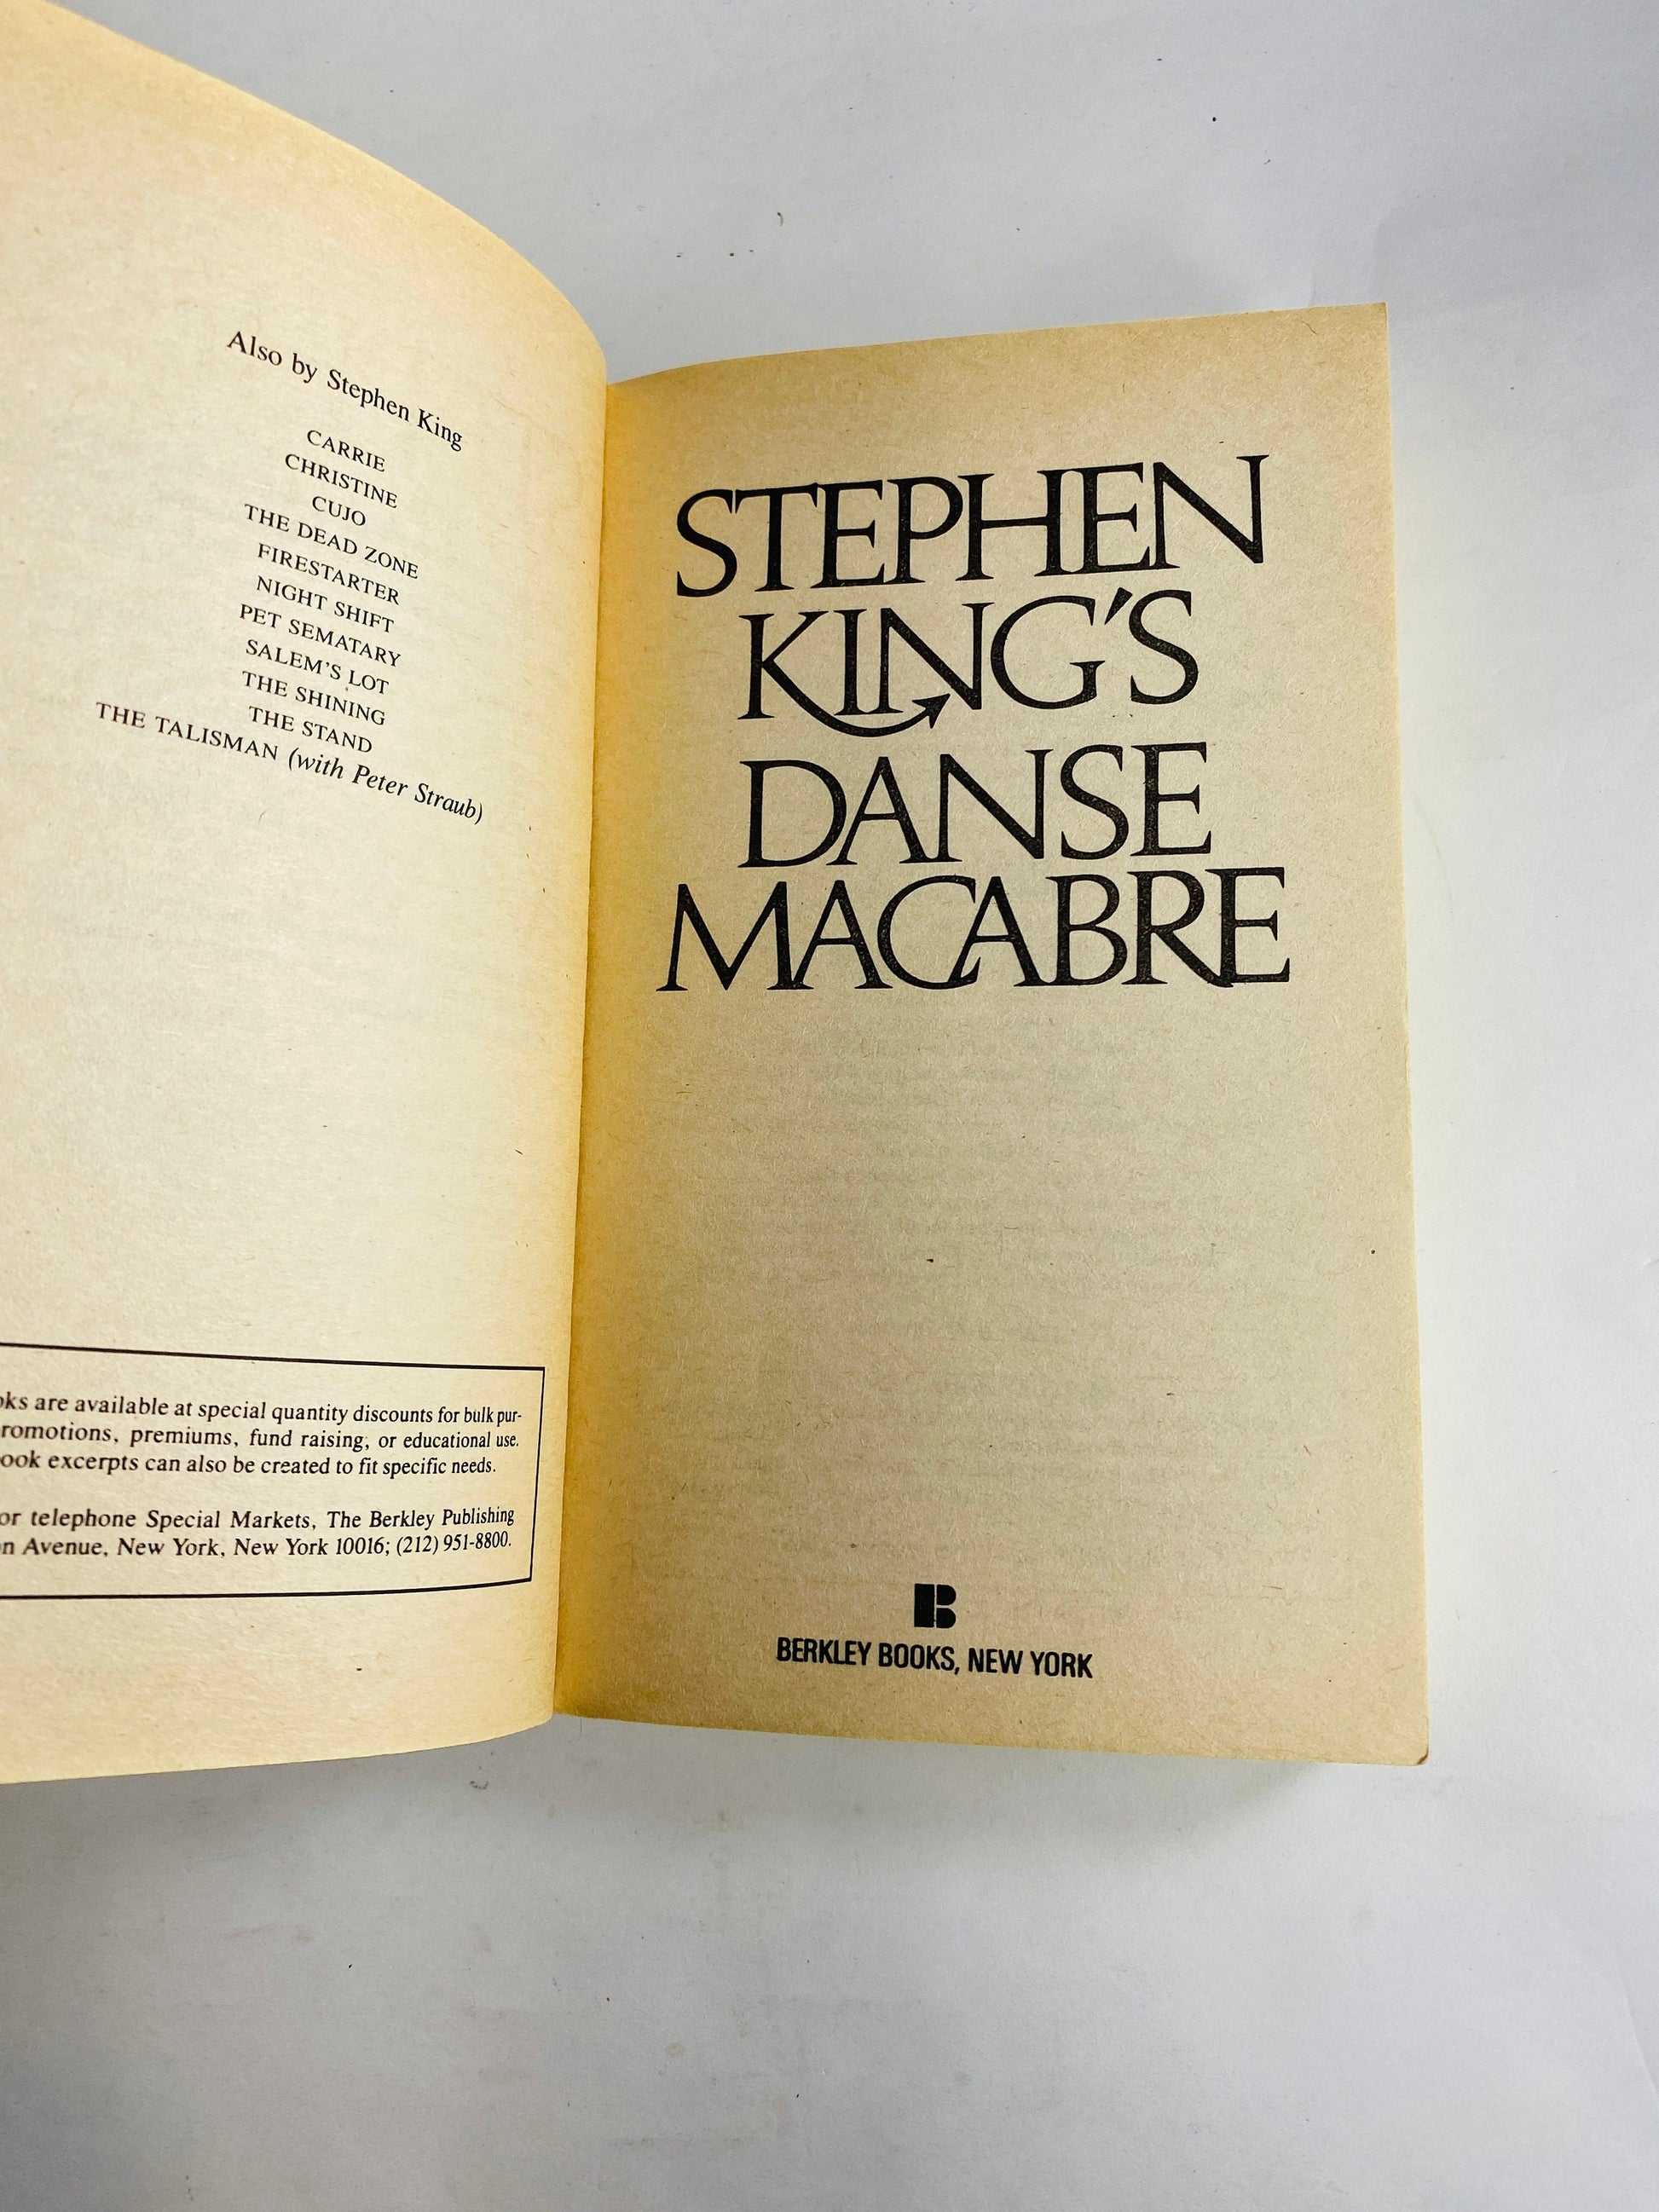 Also by Stephen King
CARRIE
CHRISTINE
CUJO
THE DEAD ZONE
FIRESTARTER
NIGHT SHIFT
PET SEMATARY
SALEM'S LOT
THE SHINING
THE STAND
THE TALISMAN (with Peter Straub)
are available at special quantity discounts for bulk pur-
romotions, premiums, fund raising, or educational use.
ook excerpts can also be created to fit specific needs.
or telephone Special Markets, The Berkley Publishing
n Avenue, New York, New York 10016; (212) 951-8800.
STEPHEN
KING'S
DANSE
MACABRE
B
BERKLEY BOOKS, NEW YORK